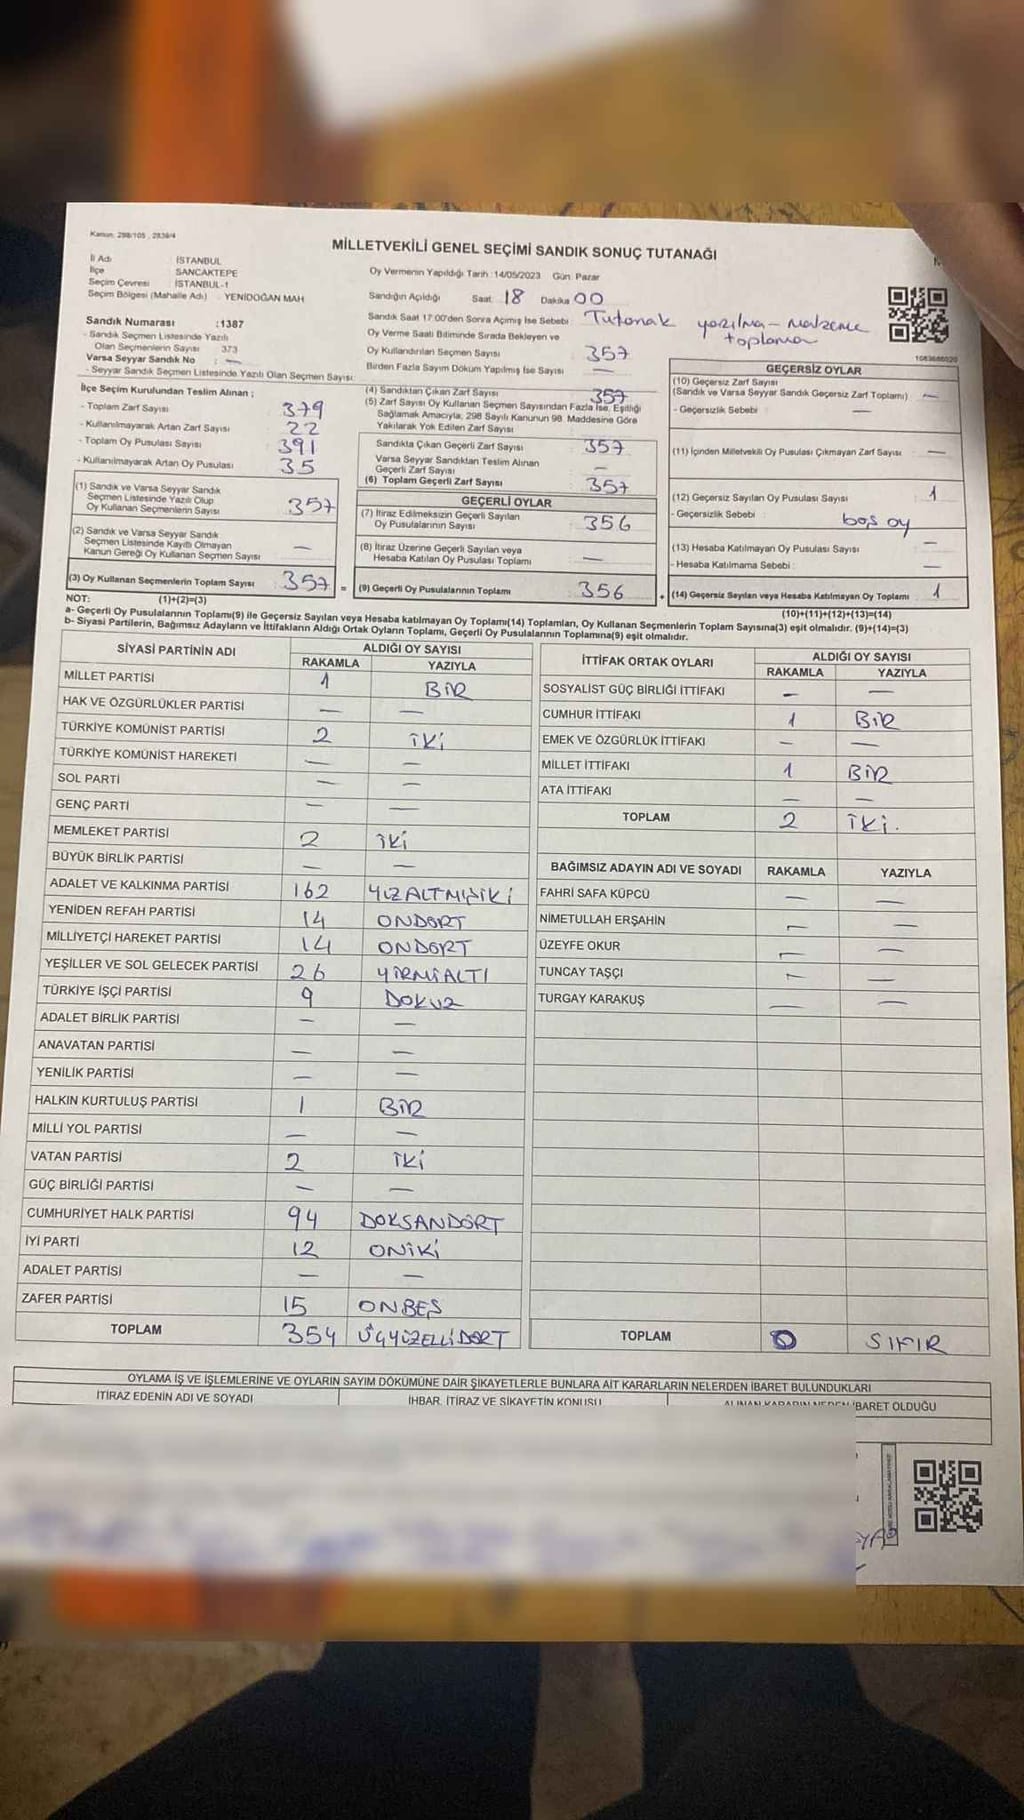 Kanun: 298/105 , 2839/4
MİLLETVEKİLİ GENEL SEÇİMİ SANDIK SONUÇ TUTANAĞI
İl Adı : İSTANBUL
İlçe : SANCAKTEPE
Seçim Çevresi : İSTANBUL-1
Seçim Bölgesi (Mahalle Adı) : YENİDOĞAN MAH
Oy Vermenin Yapıldığı Tarih :14/05/2023 Gün: Pazar
Sandığın Açıldığı Saat 18 Dakika 00
Sandık Saat 17:00'den Sonra Açımış İse Sebebi : Tutanak yazılma - malzeme toplama
Oy Verme Saati Bitiminde Sırada Bekleyen ve
Oy Kullandırılan Seçmen Sayısı 357
Birden Fazla Sayım Döküm Yapılmış İse Sayısı —
1083686020
Sandık Numarası :1387
- Sandık Seçmen Listesinde Yazılı
Olan Seçmenlerin Sayısı : 373
Varsa Seyyar Sandık No : —
- Seyyar Sandık Seçmen Listesinde Yazılı Olan Seçmen Sayısı:
İlçe Seçim Kurulundan Teslim Alınan ;
- Toplam Zarf Sayısı 379
- Kullanılmayarak Artan Zarf Sayısı : 22
- Toplam Oy Pusulası Sayısı 391
- Kullanılmayarak Artan Oy Pusulası : 35
(1) Sandık ve Varsa Seyyar Sandık
Seçmen Listesinde Yazılı Olup
Oy Kullanan Seçmenlerin Sayısı : 357
(2) Sandık ve Varsa Seyyar Sandık
Seçmen Listesinde Kayıtlı Olmayan
Kanun Gereği Oy Kullanan Seçmen Sayısı —
(3) Oy Kullanan Seçmenlerin Toplam Sayısı : 357 =
(4) Sandıktan Çıkan Zarf Sayısı 357
(5) Zarf Sayısı Oy Kullanan Seçmen Sayısından Fazla İse, Eşitliği
Sağlamak Amacıyla, 298 Sayılı Kanunun 98. Maddesine Göre
Yakılarak Yok Edilen Zarf Sayısı
Sandıkta Çıkan Geçerli Zarf Sayısı 357
Varsa Seyyar Sandıktan Teslim Alınan
Geçerli Zarf Sayısı —
(6) Toplam Geçerli Zarf Sayısı 357
GEÇERLİ OYLAR
(7) İtiraz Edilmeksizin Geçerli Sayılan
Oy Pusulalarının Sayısı : 356
(8) İtiraz Üzerine Geçerli Sayılan veya
Hesaba Katılan Oy Pusulası Toplamı —
(9) Geçerli Oy Pusulalarının Toplamı : 356 +
GEÇERSİZ OYLAR
(10) Geçersiz Zarf Sayısı
(Sandık ve Varsa Seyyar Sandık Geçersiz Zarf Toplamı) —
- Geçersizlik Sebebi : —
(11) İçinden Milletvekili Oy Pusulası Çıkmayan Zarf Sayısı : —
(12) Geçersiz Sayılan Oy Pusulası Sayısı : 1
- Geçersizlik Sebebi : boş oy
(13) Hesaba Katılmayan Oy Pusulası Sayısı : —
- Hesaba Katılmama Sebebi : —
(14) Geçersiz Sayılan veya Hesaba Katılmayan Oy Toplamı : 1
NOT: (1)+(2)=(3) (10)+(11)+(12)+(13)=(14)
a- Geçerli Oy Pusulalarının Toplamı(9) ile Geçersiz Sayılan veya Hesaba katılmayan Oy Toplamı(14) Toplamları, Oy Kullanan Seçmenlerin Toplam Sayısına(3) eşit olmalıdır. (9)+(14)=(3)
b- Siyasi Partilerin, Bağımsız Adayların ve İttifakların Aldığı Ortak Oyların Toplamı, Geçerli Oy Pusulalarının Toplamına(9) eşit olmalıdır.
SİYASİ PARTİNİN ADI ALDIĞI OY SAYISI
RAKAMLA YAZIYLA
MİLLET PARTİSİ 1 BİR
HAK VE ÖZGÜRLÜKLER PARTİSİ — —
TÜRKİYE KOMÜNİST PARTİSİ 2 İKİ
TÜRKİYE KOMÜNİST HAREKETİ — —
SOL PARTİ — —
GENÇ PARTİ — —
MEMLEKET PARTİSİ 2 İKİ
BÜYÜK BİRLİK PARTİSİ — —
ADALET VE KALKINMA PARTİSİ 162 YÜZALTMIŞİKİ
YENİDEN REFAH PARTİSİ 14 ONDÖRT
MİLLİYETÇİ HAREKET PARTİSİ 14 ONDÖRT
YEŞİLLER VE SOL GELECEK PARTİSİ 26 YİRMİALTI
TÜRKİYE İŞÇİ PARTİSİ 9 DOKUZ
ADALET BİRLİK PARTİSİ — —
ANAVATAN PARTİSİ — —
YENİLİK PARTİSİ — —
HALKIN KURTULUŞ PARTİSİ 1 BİR
MİLLİ YOL PARTİSİ — —
VATAN PARTİSİ 2 İKİ
GÜÇ BİRLİĞİ PARTİSİ — —
CUMHURİYET HALK PARTİSİ 94 DOKSANDÖRT
İYİ PARTİ 12 ONİKİ
ADALET PARTİSİ — —
ZAFER PARTİSİ 15 ONBEŞ
TOPLAM 354 ÜÇYÜZELLİDÖRT
İTTİFAK ORTAK OYLARI ALDIĞI OY SAYISI
RAKAMLA YAZIYLA
SOSYALİST GÜÇ BİRLİĞİ İTTİFAKI — —
CUMHUR İTTİFAKI 1 BİR
EMEK VE ÖZGÜRLÜK İTTİFAKI — —
MİLLET İTTİFAKI 1 BİR
ATA İTTİFAKI — —
TOPLAM 2 İKİ.
BAĞIMSIZ ADAYIN ADI VE SOYADI RAKAMLA YAZIYLA
FAHRİ SAFA KÜPCÜ — —
NİMETULLAH ERŞAHİN — —
ÜZEYFE OKUR — —
TUNCAY TAŞÇI — —
TURGAY KARAKUŞ — —
TOPLAM 0 SIFIR
OYLAMA İŞ VE İŞLEMLERİNE VE OYLARIN SAYIM DÖKÜMÜNE DAİR ŞİKAYETLERLE BUNLARA AİT KARARLARIN NELERDEN İBARET BULUNDUKLARI
İTİRAZ EDENİN ADI VE SOYADI İHBAR, İTİRAZ VE ŞİKAYETİN KONUSU ALINAN KARARIN NEDEN İBARET OLDUĞU